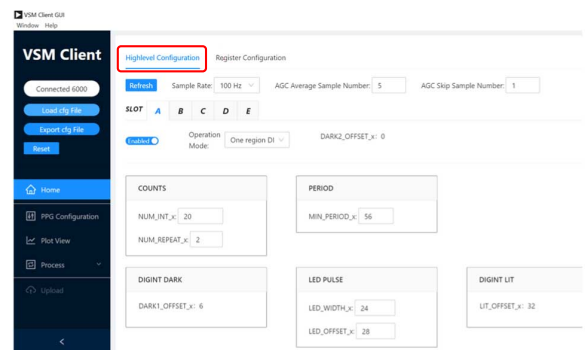 VSM Client GUI
Window Help
VSM Client
Connected 6000
Load cfg File
Export cfg File
Reset
Home
PPG Configuration
Plot View
Process
Upload
<
Highlevel Configuration Register Configuration
Refresh Sample Rate: 100 Hz AGC Average Sample Number: 5 AGC Skip Sample Number: 1
SLOT A B C D E
Enabled Operation Mode: One region DI DARK2_OFFSET_x: 0
COUNTS
NUM_INT_x: 20
NUM_REPEAT_x: 2
PERIOD
MIN_PERIOD_x: 56
DIGINT DARK
DARK1_OFFSET_x: 6
LED PULSE
LED_WIDTH_x: 24
LED_OFFSET_x: 28
DIGINT LIT
LIT_OFFSET_x: 32